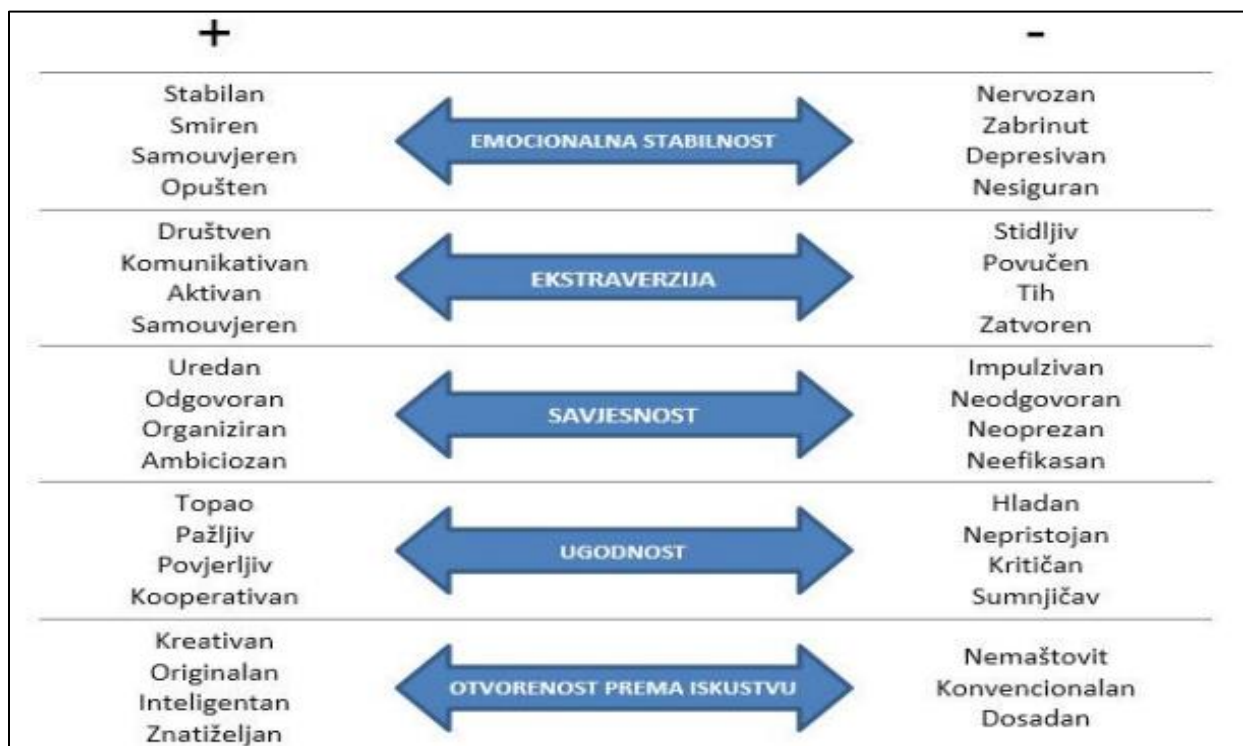 +
-
Stabilan
Smiren
Samouvjeren
Opušten
EMOCIONALNA STABILNOST
Nervozan
Zabrinut
Depresivan
Nesiguran
Društven
Komunikativan
Aktivan
Samouvjeren
EKSTRAVERZIJA
Stidljiv
Povučen
Tih
Zatvoren
Uredan
Odgovoran
Organiziran
Ambiciozan
SAVJESNOST
Impulzivan
Neodgovoran
Neoprezan
Neefikasan
Topao
Pažljiv
Povjerljiv
Kooperativan
UGODNOST
Hladan
Nepristojan
Kritičan
Sumnjičav
Kreativan
Originalan
Inteligentan
Znatiželjan
OTVORENOST PREMA ISKUSTVU
Nemaštovit
Konvencionalan
Dosadan